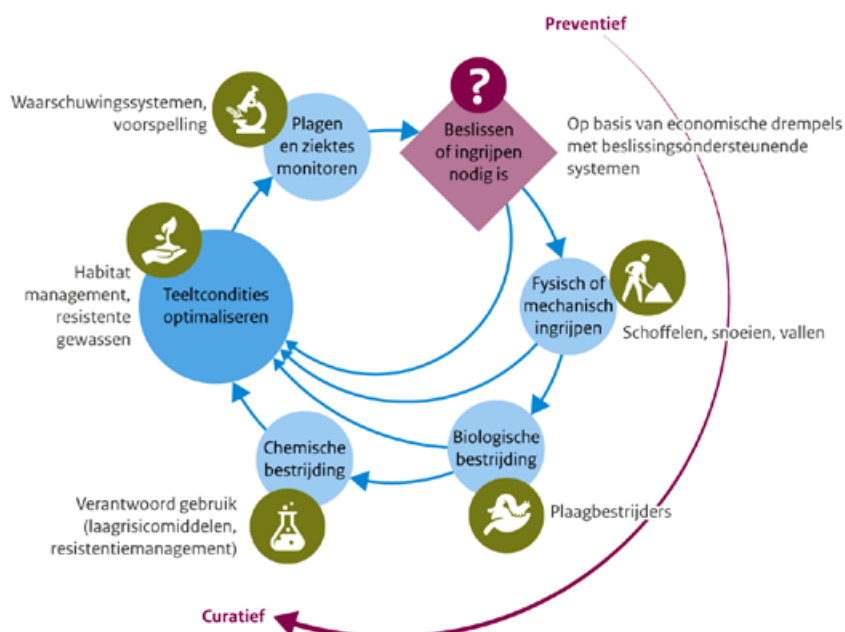 Preventief
Waarschuwingssystemen,
voorspelling
Plagen
en ziektes
monitoren
?
Beslissen
of ingrijpen
nodig is
Op basis van economische drempels
met beslissingsondersteunende
systemen
Habitat
management,
resistente
gewassen
Teeltcondities
optimaliseren
Fysisch of
mechanisch
ingrijpen
Schoffelen, snoeien, vallen
Chemische
bestrijding
Biologische
bestrijding
Verantwoord gebruik
(laagrisicomiddelen,
resistentiemanagement)
Plaagbestrijders
Curatief